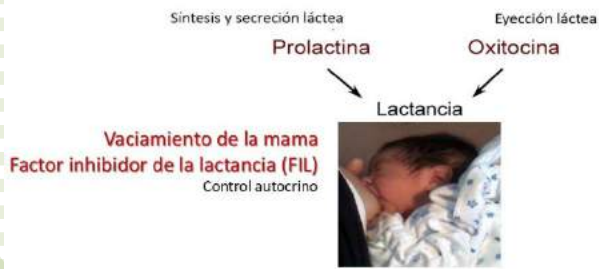 Síntesis y secreción láctea
Eyección láctea
Prolactina
Oxitocina
Lactancia
Vaciamiento de la mama
Factor inhibidor de la lactancia (FIL)
Control autocrino